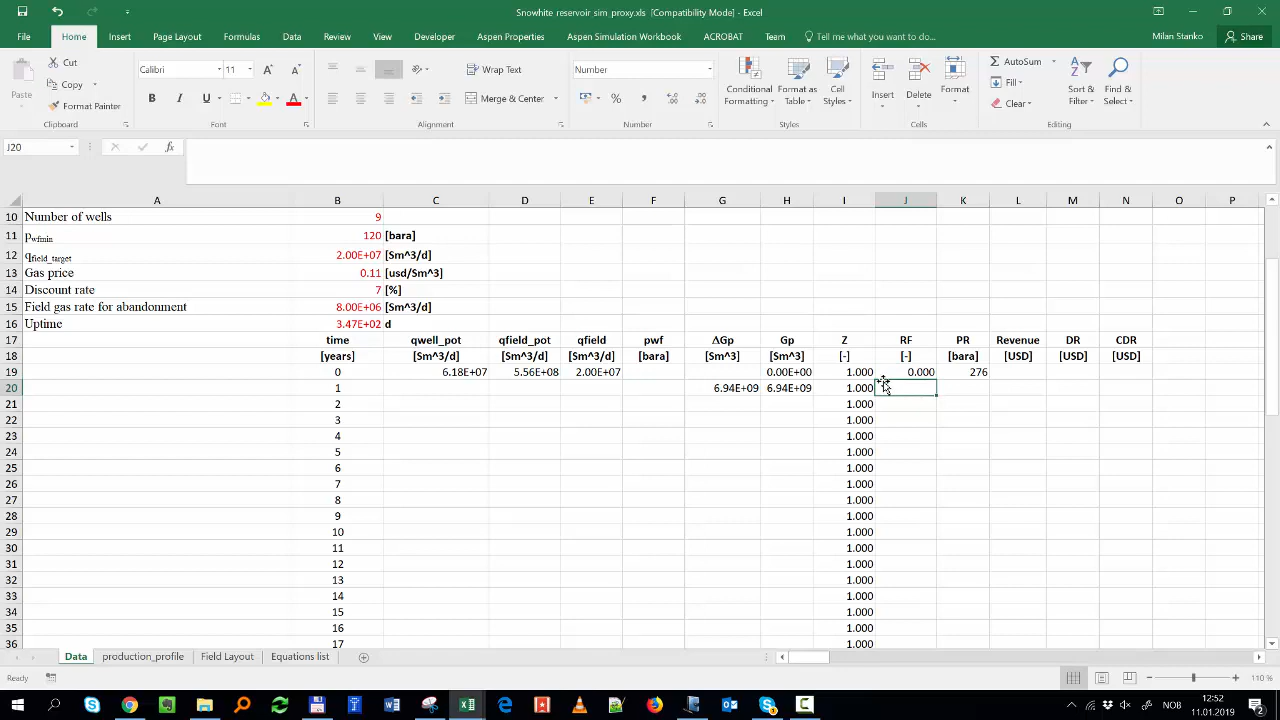 Snowhite reservoir sim proxy.xls [Compatibility Mode] - Excel
File Home Insert Page Layout Formulas Data Review View Developer Aspen Properties Aspen Simulation Workbook ACROBAT Team Tell me what you want to do... Milan Stanko Share
Paste Cut Copy Format Painter Clipboard
Calibri 11 B I U A Font
Wrap Text Merge & Center Alignment
Number % Number
Conditional Formatting Format as Table Cell Styles Styles
Insert Delete Format Cells
AutoSum Fill Clear Sort & Filter Find & Select Editing
J20 fx
A B C D E F G H I J K L M N O P
10 Number of wells 9
11 pwfmin 120 [bara]
12 qfield_target 2.00E+07 [Sm^3/d]
13 Gas price 0.11 [usd/Sm^3]
14 Discount rate 7 [%]
15 Field gas rate for abandonment 8.00E+06 [Sm^3/d]
16 Uptime 3.47E+02 d
17 time qwell_pot qfield_pot qfield pwf ΔGp Gp Z RF PR Revenue DR CDR
18 [years] [Sm^3/d] [Sm^3/d] [Sm^3/d] [bara] [Sm^3] [Sm^3] [-] [-] [bara] [USD] [USD] [USD]
19 0 6.18E+07 5.56E+08 2.00E+07 0.00E+00 1.000 0.000 276
20 1 6.94E+09 6.94E+09 1.000
21 2 1.000
22 3 1.000
23 4 1.000
24 5 1.000
25 6 1.000
26 7 1.000
27 8 1.000
28 9 1.000
29 10 1.000
30 11 1.000
31 12 1.000
32 13 1.000
33 14 1.000
34 15 1.000
35 16 1.000
36 17 1.000
Data production_profile Field Layout Equations list
Ready 110 %
NOB 12:52
11.01.2019 2